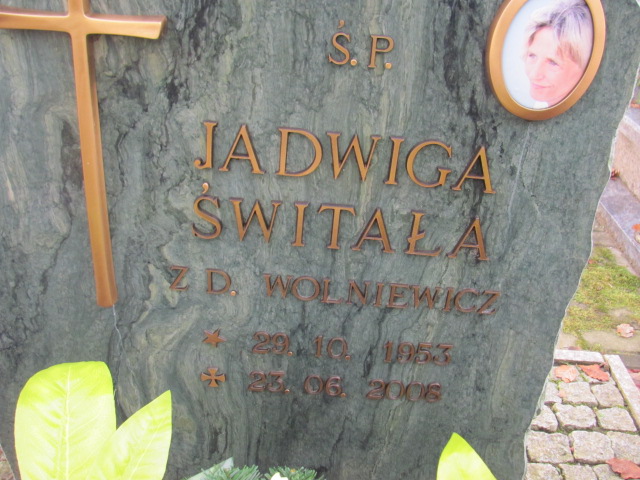 Ś.P.
JADWIGA
ŚWITAŁA
Z D. WOLNIEWICZ
29. 10. 1953
23. 06. 2008